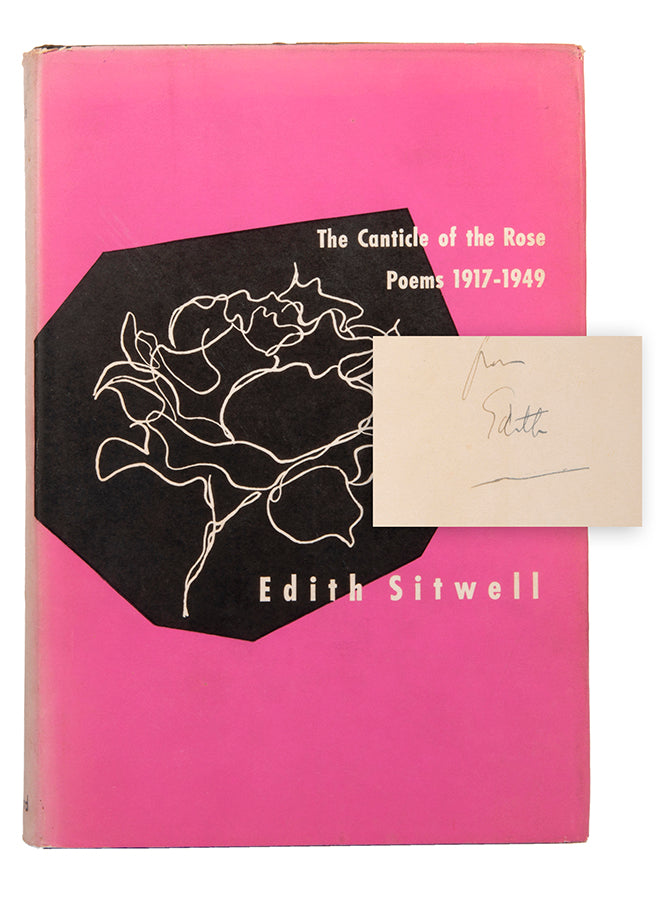 The Canticle of the Rose
Poems 1917-1949
from
Edith
Edith Sitwell